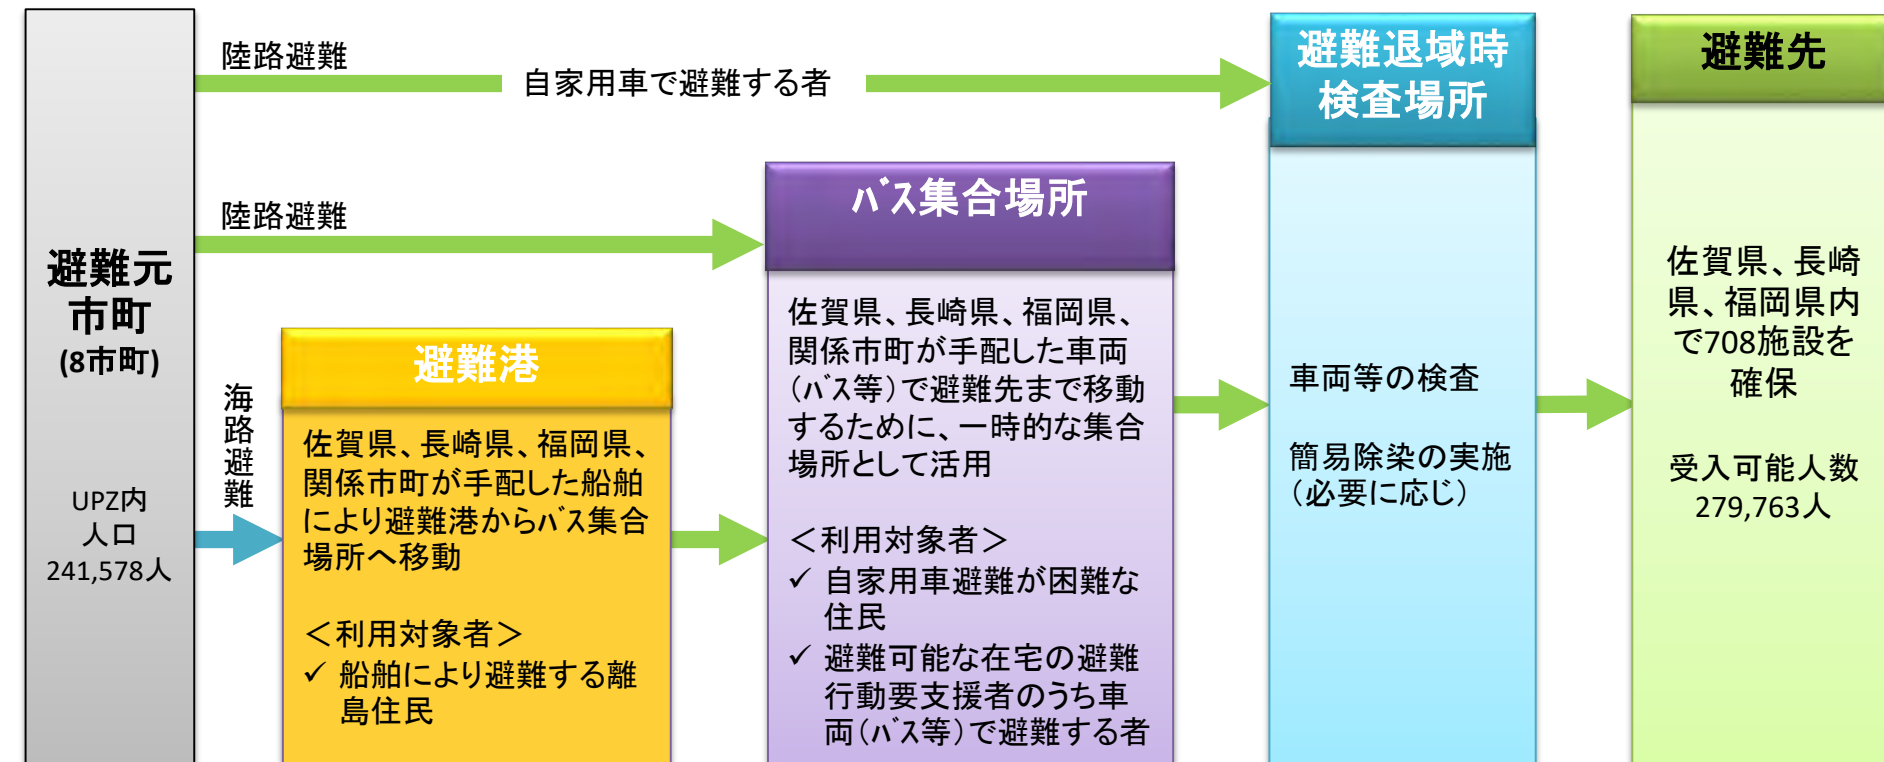 避難元
市町
(8市町)
UPZ内
人口
241,578人
陸路避難
自家用車で避難する者
陸路避難
海路避難
避難港
佐賀県、長崎県、福岡県、
関係市町が手配した船舶
により避難港からﾊﾞｽ集合
場所へ移動
＜利用対象者＞
✓ 船舶により避難する離
島住民
ﾊﾞｽ集合場所
佐賀県、長崎県、福岡県、
関係市町が手配した車両
（ﾊﾞｽ等）で避難先まで移動
するために、一時的な集合
場所として活用
＜利用対象者＞
✓ 自家用車避難が困難な
住民
✓ 避難可能な在宅の避難
行動要支援者のうち車
両（ﾊﾞｽ等）で避難する者
避難退域時
検査場所
車両等の検査
簡易除染の実施
（必要に応じ）
避難先
佐賀県、長崎
県、福岡県内
で708施設を
確保
受入可能人数
279,763人